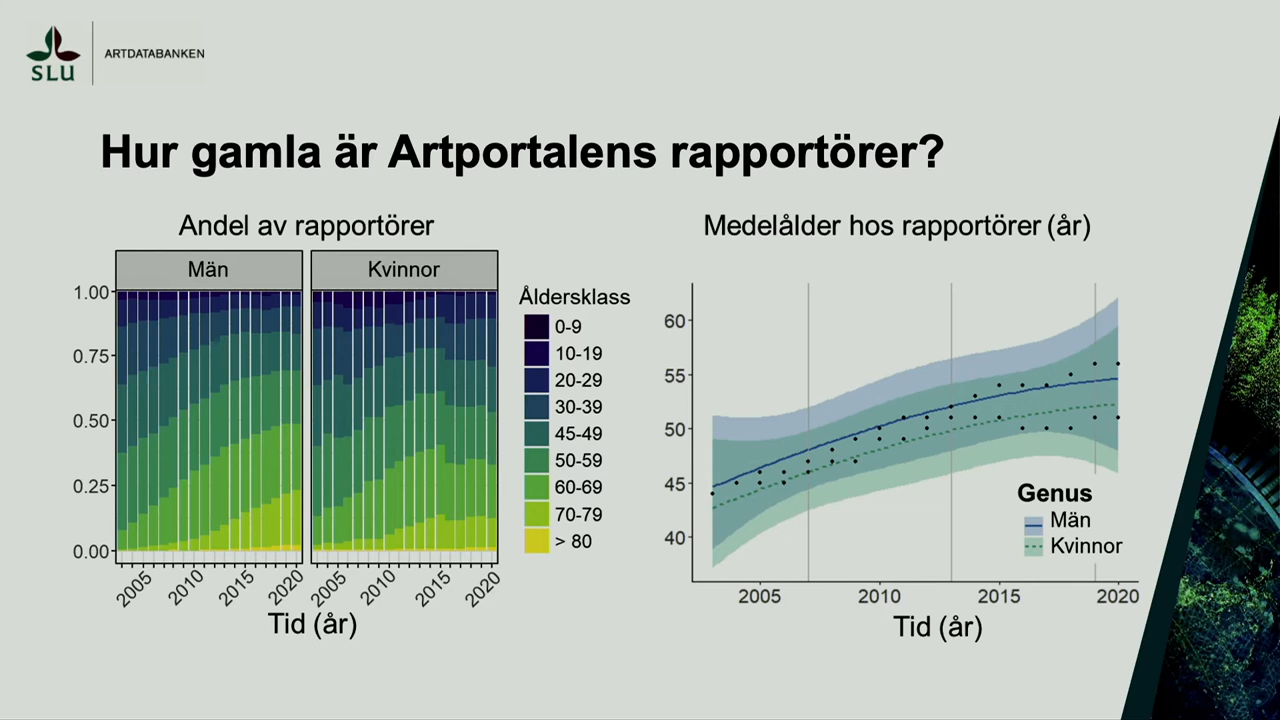 SLU
ARTDATABANKEN
Hur gamla är Artportalens rapportörer?
Andel av rapportörer
Män
Kvinnor
1.00
0.75
0.50
0.25
0.00
2005
2010
2015
2020
2005
2010
2015
2020
Tid (år)
Åldersklass
0-9
10-19
20-29
30-39
45-49
50-59
60-69
70-79
> 80
Medelålder hos rapportörer (år)
60
55
50
45
40
Genus
Män
Kvinnor
2005
2010
2015
2020
Tid (år)